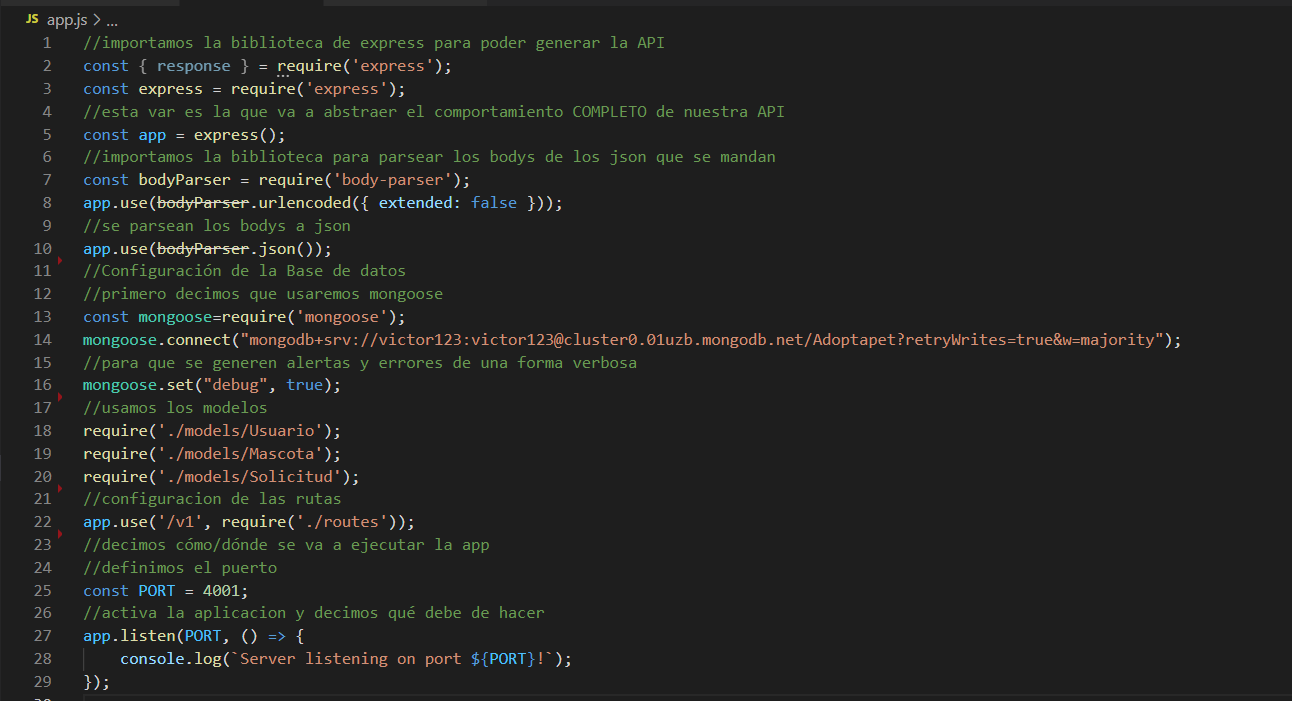 JS app.js > ...
1 //importamos la biblioteca de express para poder generar la API
2 const { response } = require('express');
3 const express = require('express');
4 //esta var es la que va a abstraer el comportamiento COMPLETO de nuestra API
5 const app = express();
6 //importamos la biblioteca para parsear los bodys de los json que se mandan
7 const bodyParser = require('body-parser');
8 app.use(bodyParser.urlencoded({ extended: false }));
9 //se parsean los bodys a json
10 app.use(bodyParser.json());
11 //Configuración de la Base de datos
12 //primero decimos que usaremos mongoose
13 const mongoose=require('mongoose');
14 mongoose.connect("mongodb+srv://victor123:victor123@cluster0.01uzb.mongodb.net/Adoptapet?retryWrites=true&w=majority");
15 //para que se generen alertas y errores de una forma verbosa
16 mongoose.set("debug", true);
17 //usamos los modelos
18 require('./models/Usuario');
19 require('./models/Mascota');
20 require('./models/Solicitud');
21 //configuracion de las rutas
22 app.use('/v1', require('./routes'));
23 //decimos cómo/dónde se va a ejecutar la app
24 //definimos el puerto
25 const PORT = 4001;
26 //activa la aplicacion y decimos qué debe de hacer
27 app.listen(PORT, () => {
28     console.log(`Server listening on port ${PORT}!`);
29 });